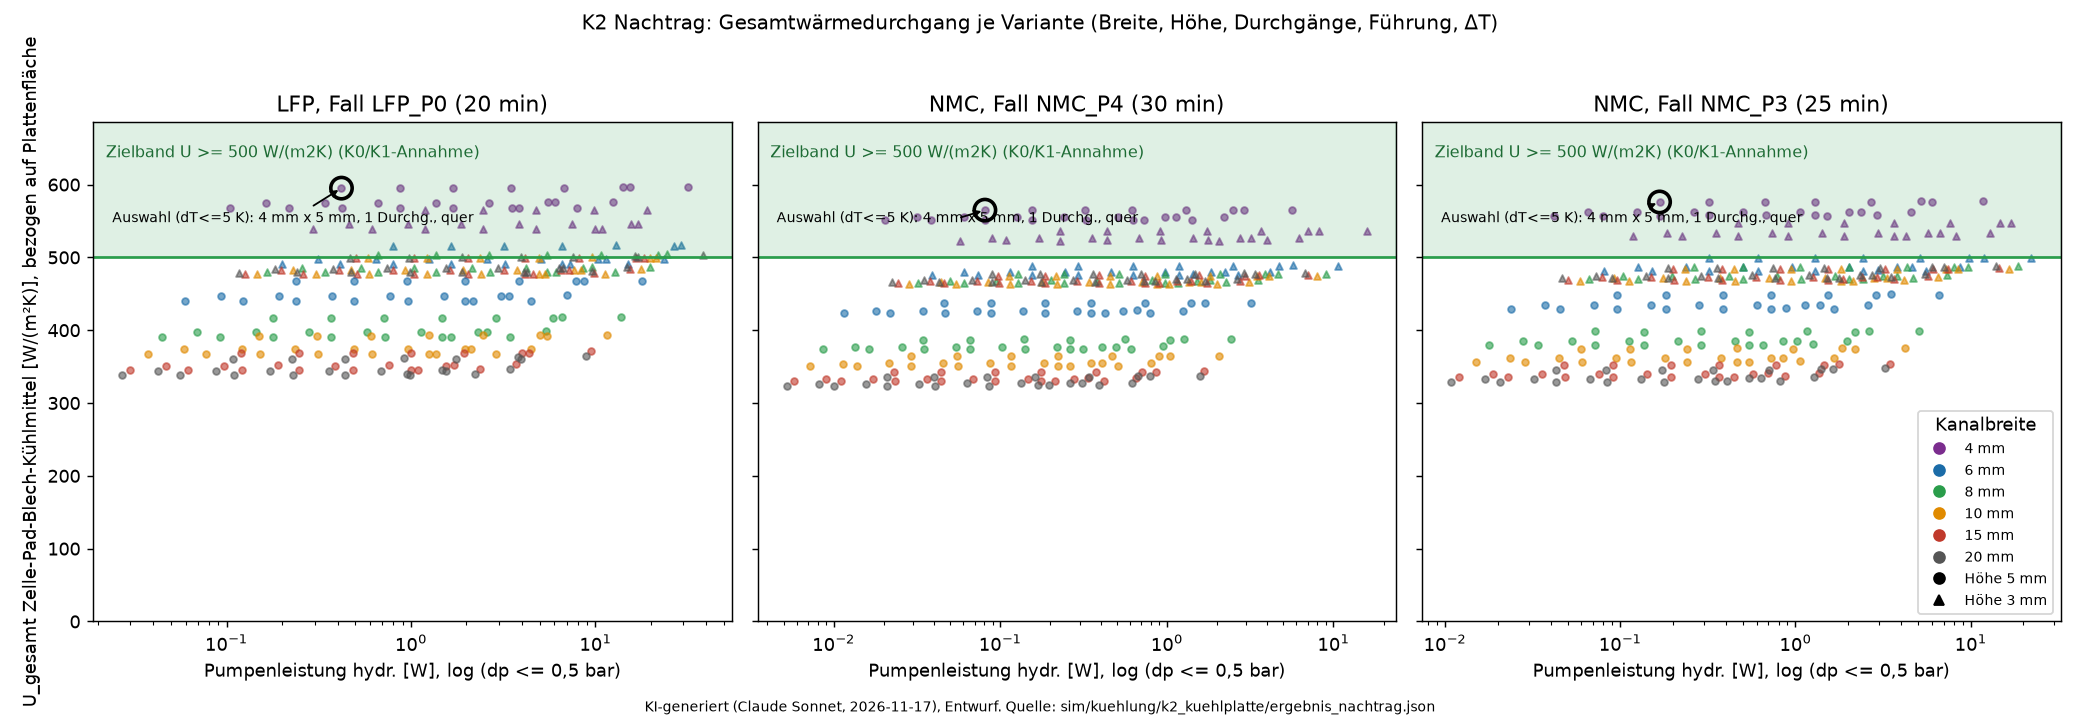 K2 Nachtrag: Gesamtwärmedurchgang je Variante (Breite, Höhe, Durchgänge, Führung, ΔT)
U_gesamt Zelle-Pad-Blech-Kühlmittel [W/(m²K)], bezogen auf Plattenfläche
LFP, Fall LFP_P0 (20 min)
Zielband U >= 500 W/(m2K) (K0/K1-Annahme)
Auswahl (dT<=5 K): 4 mm x 5 mm, 1 Durchg., quer
600
500
400
300
200
100
0
10⁻¹
10⁰
10¹
Pumpenleistung hydr. [W], log (dp <= 0,5 bar)
NMC, Fall NMC_P4 (30 min)
Zielband U >= 500 W/(m2K) (K0/K1-Annahme)
Auswahl (dT<=5 K): 4 mm x 5 mm, 1 Durchg., quer
10⁻²
10⁻¹
10⁰
10¹
Pumpenleistung hydr. [W], log (dp <= 0,5 bar)
NMC, Fall NMC_P3 (25 min)
Zielband U >= 500 W/(m2K) (K0/K1-Annahme)
Auswahl (dT<=5 K): 4 mm x 5 mm, 1 Durchg., quer
Kanalbreite
4 mm
6 mm
8 mm
10 mm
15 mm
20 mm
Höhe 5 mm
Höhe 3 mm
10⁻²
10⁻¹
10⁰
10¹
Pumpenleistung hydr. [W], log (dp <= 0,5 bar)
KI-generiert (Claude Sonnet, 2026-11-17), Entwurf. Quelle: sim/kuehlung/k2_kuehlplatte/ergebnis_nachtrag.json